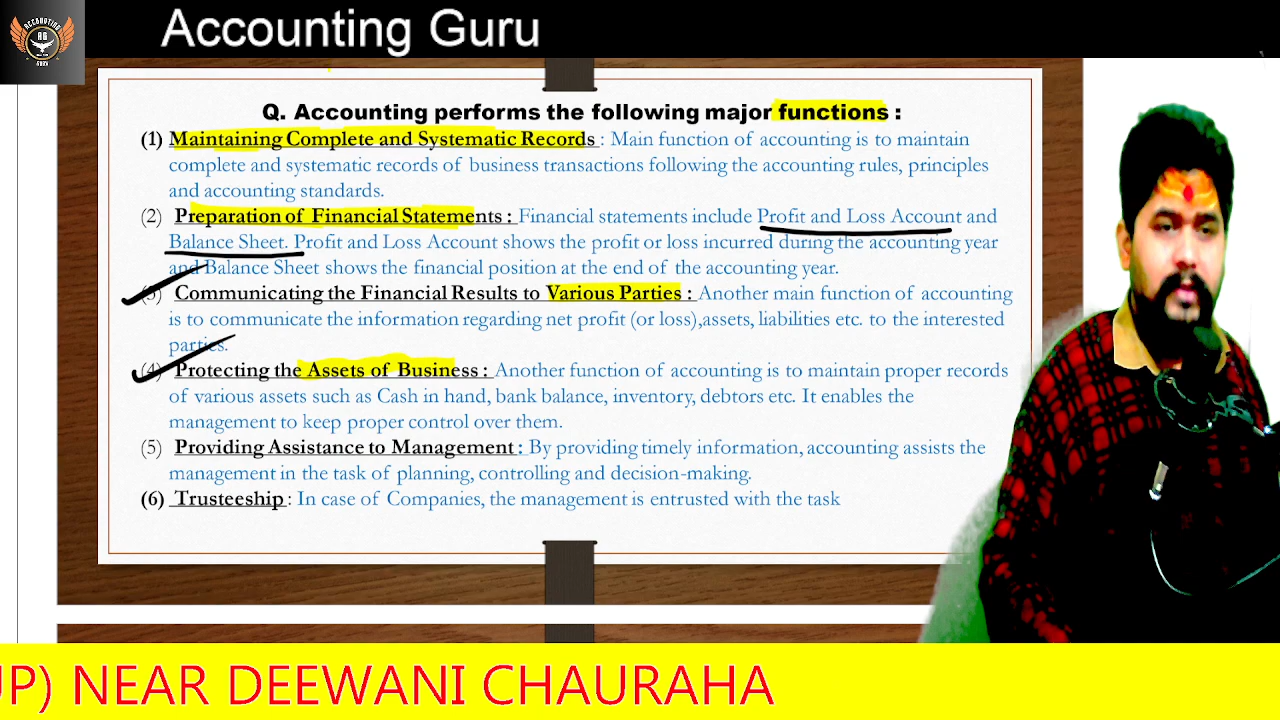 ACCOUNTING
AG
GURU
Accounting Guru
Q. Accounting performs the following major functions :
(1) Maintaining Complete and Systematic Records : Main function of accounting is to maintain
complete and systematic records of business transactions following the accounting rules, principles
and accounting standards.
(2) Preparation of Financial Statements : Financial statements include Profit and Loss Account and
Balance Sheet. Profit and Loss Account shows the profit or loss incurred during the accounting year
and Balance Sheet shows the financial position at the end of the accounting year.
(3) Communicating the Financial Results to Various Parties : Another main function of accounting
is to communicate the information regarding net profit (or loss),assets, liabilities etc. to the interested
parties.
(4) Protecting the Assets of Business : Another function of accounting is to maintain proper records
of various assets such as Cash in hand, bank balance, inventory, debtors etc. It enables the
management to keep proper control over them.
(5) Providing Assistance to Management : By providing timely information, accounting assists the
management in the task of planning, controlling and decision-making.
(6) Trusteeship : In case of Companies, the management is entrusted with the task
UP) NEAR DEEWANI CHAURAHA